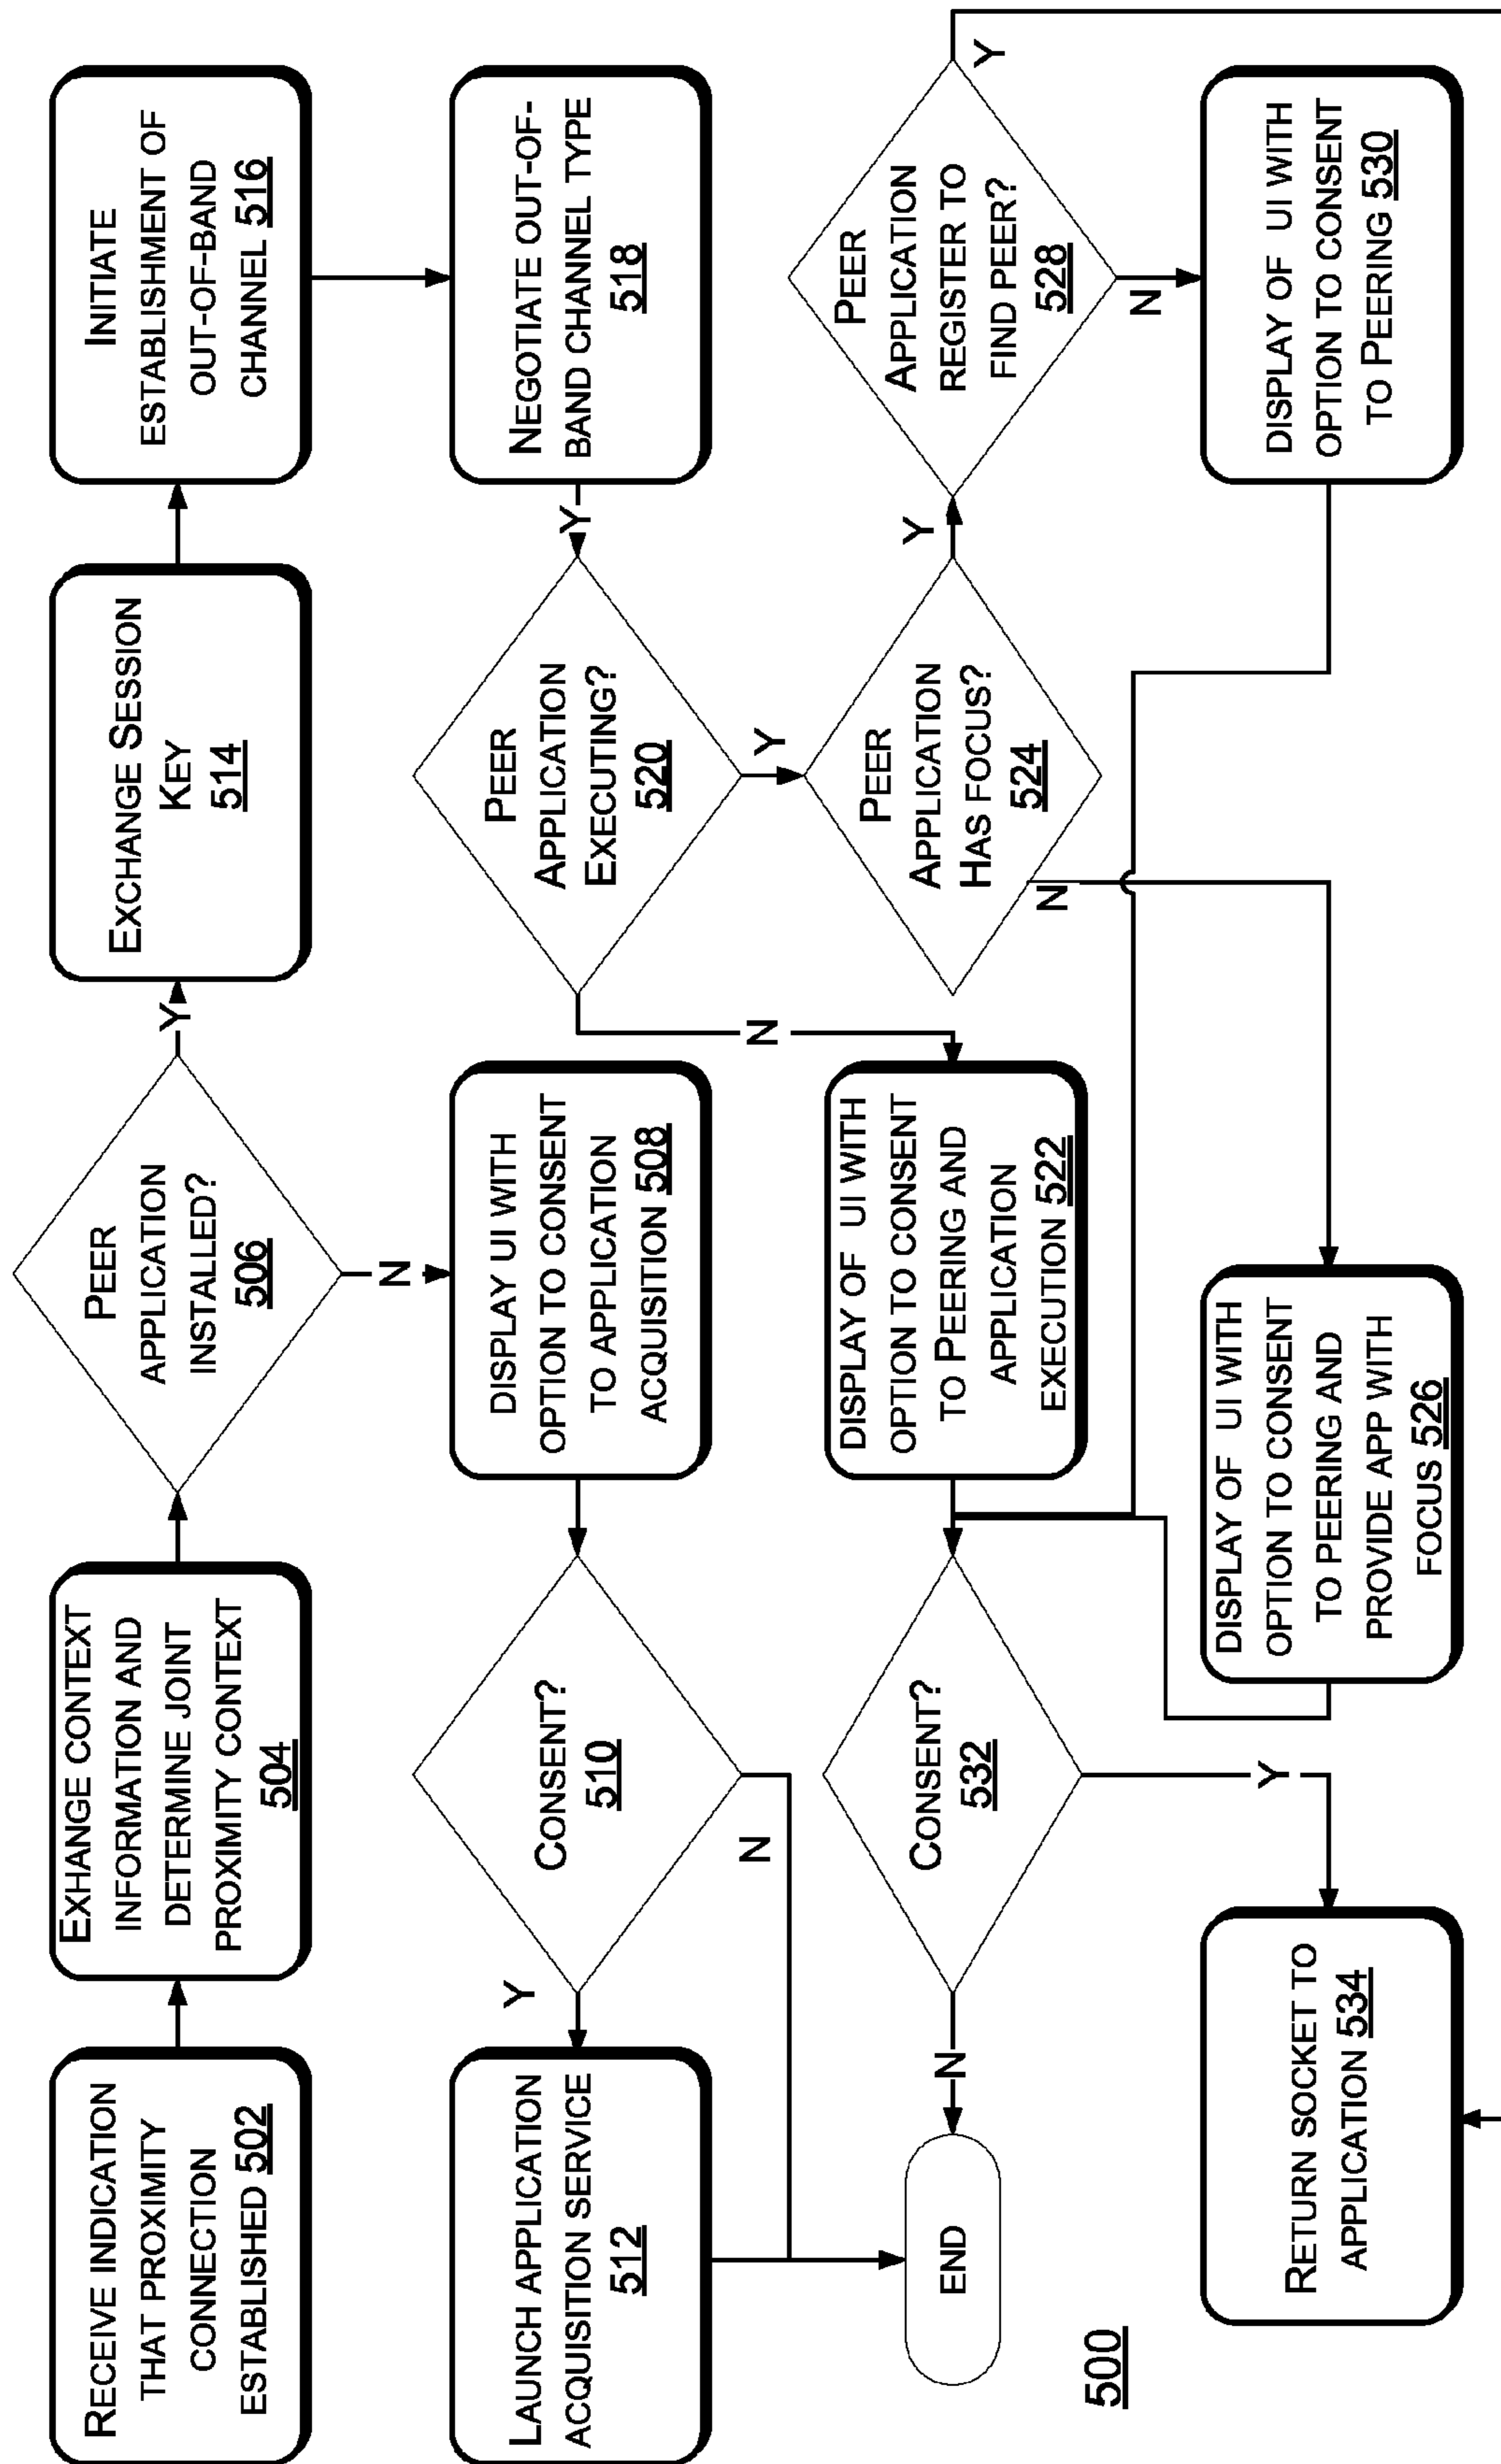 RECEIVE INDICATION
THAT PROXIMITY
CONNECTION
ESTABLISHED 502
EXHANGE CONTEXT
INFORMATION AND
DETERMINE JOINT
PROXIMITY CONTEXT
504
PEER
APPLICATION
INSTALLED?
506
Y
N
EXCHANGE SESSION
KEY
514
INITIATE
ESTABLISHMENT OF
OUT-OF-BAND
CHANNEL 516
LAUNCH APPLICATION
ACQUISITION SERVICE
512
Y
CONSENT?
510
N
DISPLAY UI WITH
OPTION TO CONSENT
TO APPLICATION
ACQUISITION 508
PEER
APPLICATION
EXECUTING?
520
Y
N
Y
NEGOTIATE OUT-OF-
BAND CHANNEL TYPE
518
END
N
CONSENT?
532
Y
DISPLAY OF UI WITH
OPTION TO CONSENT
TO PEERING AND
APPLICATION
EXECUTION 522
PEER
APPLICATION
HAS FOCUS?
524
N
Y
PEER
APPLICATION
REGISTER TO
FIND PEER?
528
Y
N
500
RETURN SOCKET TO
APPLICATION 534
DISPLAY OF UI WITH
OPTION TO CONSENT
TO PEERING AND
PROVIDE APP WITH
FOCUS 526
DISPLAY OF UI WITH
OPTION TO CONSENT
TO PEERING 530